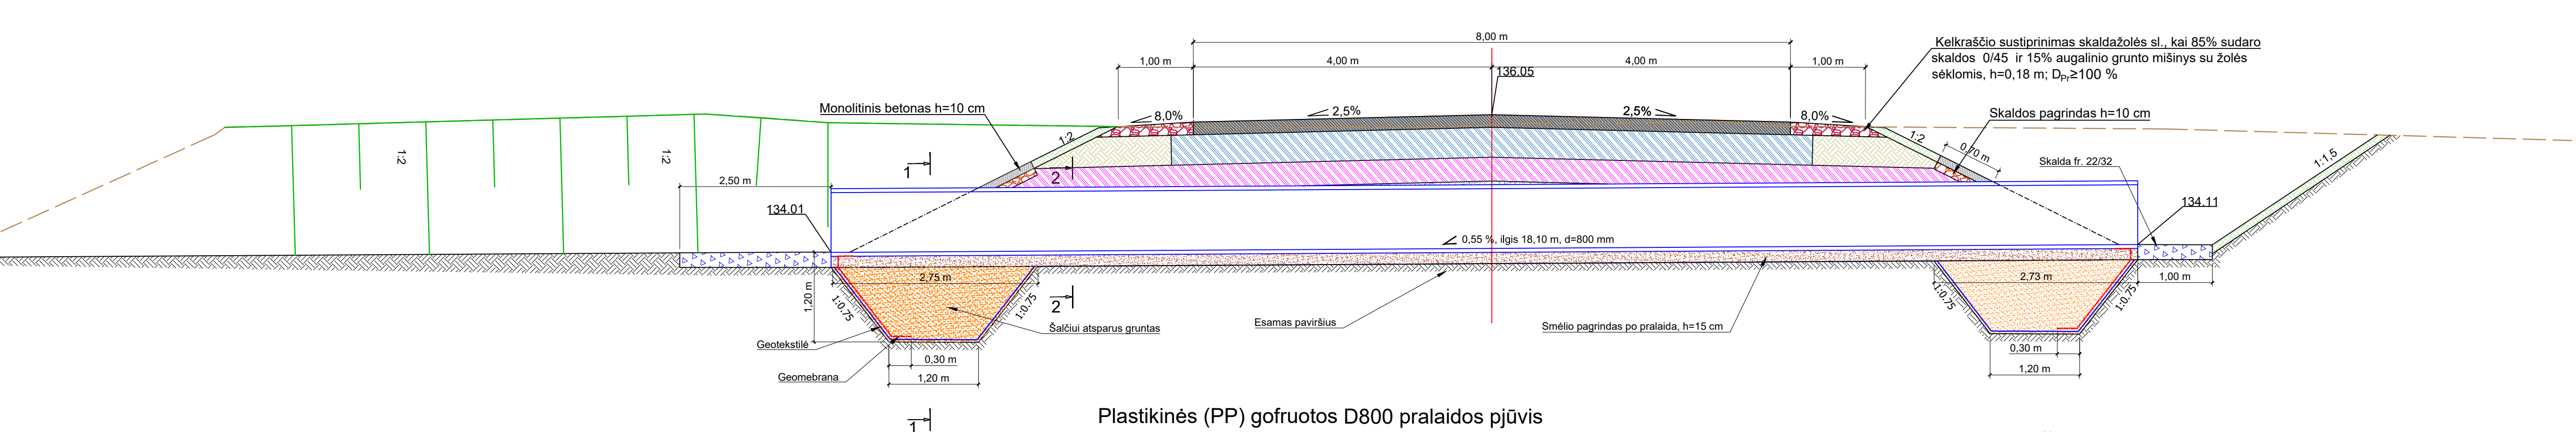 8,00 m
1,00 m
4,00 m
4,00 m
1,00 m
136.05
Kelkraščio sustiprinimas skaldažolės sl., kai 85% sudaro
skaldos 0/45 ir 15% augalinio grunto mišinys su žolės
sėklomis, h=0,18 m; DPr≥100 %
Monolitinis betonas h=10 cm
8,0%
2,5%
2,5%
8,0%
Skaldos pagrindas h=10 cm
1:2
1:2
1:2
1:2
0,70 m
Skalda fr. 22/32
1:1,5
1
2
2,50 m
134.01
134.11
0,55 %, ilgis 18,10 m, d=800 mm
2,75 m
2,73 m
1,00 m
1,20 m
1:0.75
1:0.75
1:0.75
1:0.75
2
Šalčiui atsparus gruntas
Esamas paviršius
Smėlio pagrindas po pralaida, h=15 cm
Geotekstilė
0,30 m
0,30 m
Geomebrana
1,20 m
1,20 m
Plastikinės (PP) gofruotos D800 pralaidos pjūvis
1